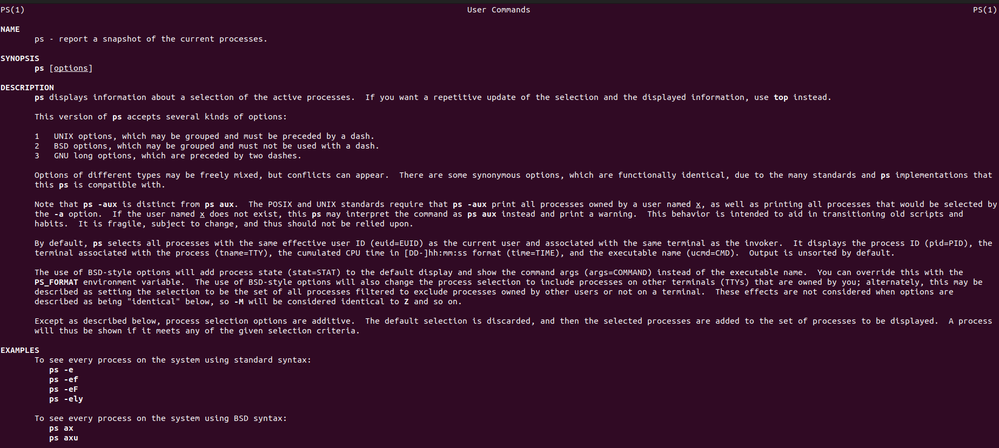 PS(1) User Commands PS(1)
NAME
ps - report a snapshot of the current processes.
SYNOPSIS
ps [options]
DESCRIPTION
ps displays information about a selection of the active processes.  If you want a repetitive update of the selection and the displayed information, use top instead.
This version of ps accepts several kinds of options:
1   UNIX options, which may be grouped and must be preceded by a dash.
2   BSD options, which may be grouped and must not be used with a dash.
3   GNU long options, which are preceded by two dashes.
Options of different types may be freely mixed, but conflicts can appear.  There are some synonymous options, which are functionally identical, due to the many standards and ps implementations that
this ps is compatible with.
Note that ps -aux is distinct from ps aux.  The POSIX and UNIX standards require that ps -aux print all processes owned by a user named x, as well as printing all processes that would be selected by
the -a option.  If the user named x does not exist, this ps may interpret the command as ps aux instead and print a warning.  This behavior is intended to aid in transitioning old scripts and
habits.  It is fragile, subject to change, and thus should not be relied upon.
By default, ps selects all processes with the same effective user ID (euid=EUID) as the current user and associated with the same terminal as the invoker.  It displays the process ID (pid=PID), the
terminal associated with the process (tname=TTY), the cumulated CPU time in [DD-]hh:mm:ss format (time=TIME), and the executable name (ucmd=CMD).  Output is unsorted by default.
The use of BSD-style options will add process state (stat=STAT) to the default display and show the command args (args=COMMAND) instead of the executable name.  You can override this with the
PS_FORMAT environment variable.  The use of BSD-style options will also change the process selection to include processes on other terminals (TTYs) that are owned by you; alternately, this may be
described as setting the selection to be the set of all processes filtered to exclude processes owned by other users or not on a terminal.  These effects are not considered when options are
described as being "identical" below, so -M will be considered identical to Z and so on.
Except as described below, process selection options are additive.  The default selection is discarded, and then the selected processes are added to the set of processes to be displayed.  A process
will thus be shown if it meets any of the given selection criteria.
EXAMPLES
To see every process on the system using standard syntax:
ps -e
ps -ef
ps -eF
ps -ely
To see every process on the system using BSD syntax:
ps ax
ps axu